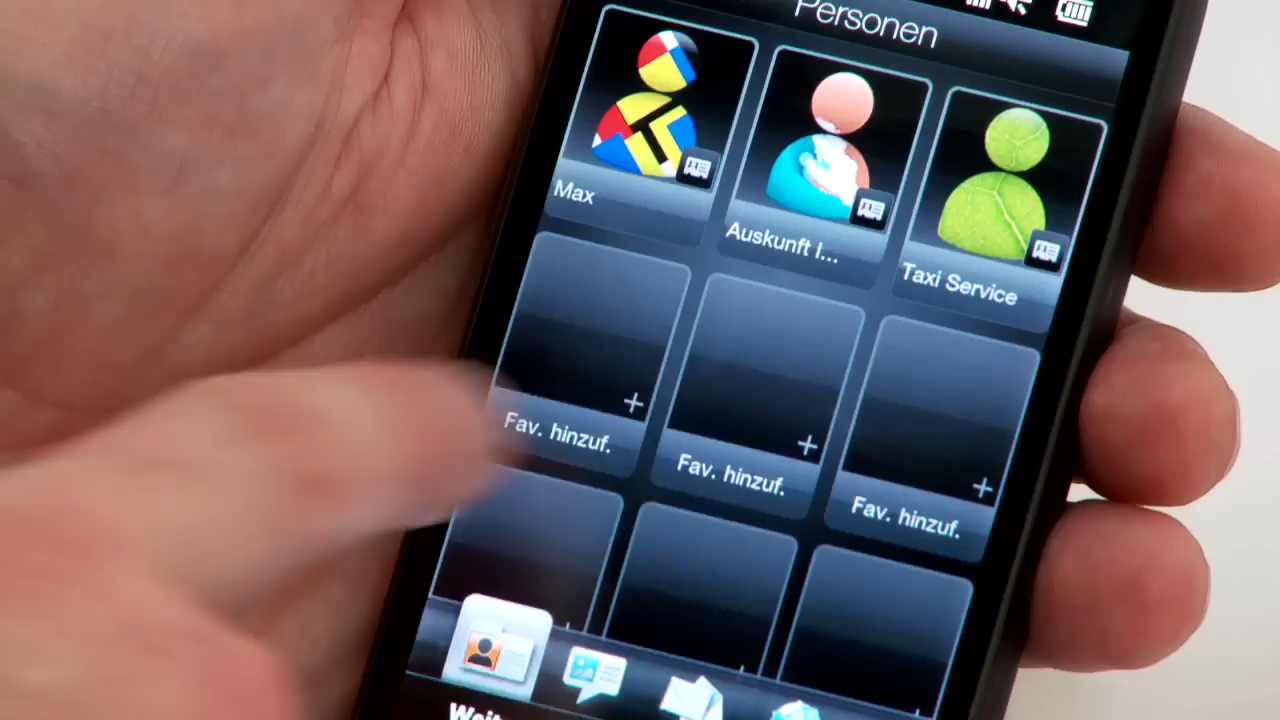 Personen
Max
Auskunft I...
Taxi Service
Fav. hinzuf.
Fav. hinzuf.
Fav. hinzuf.